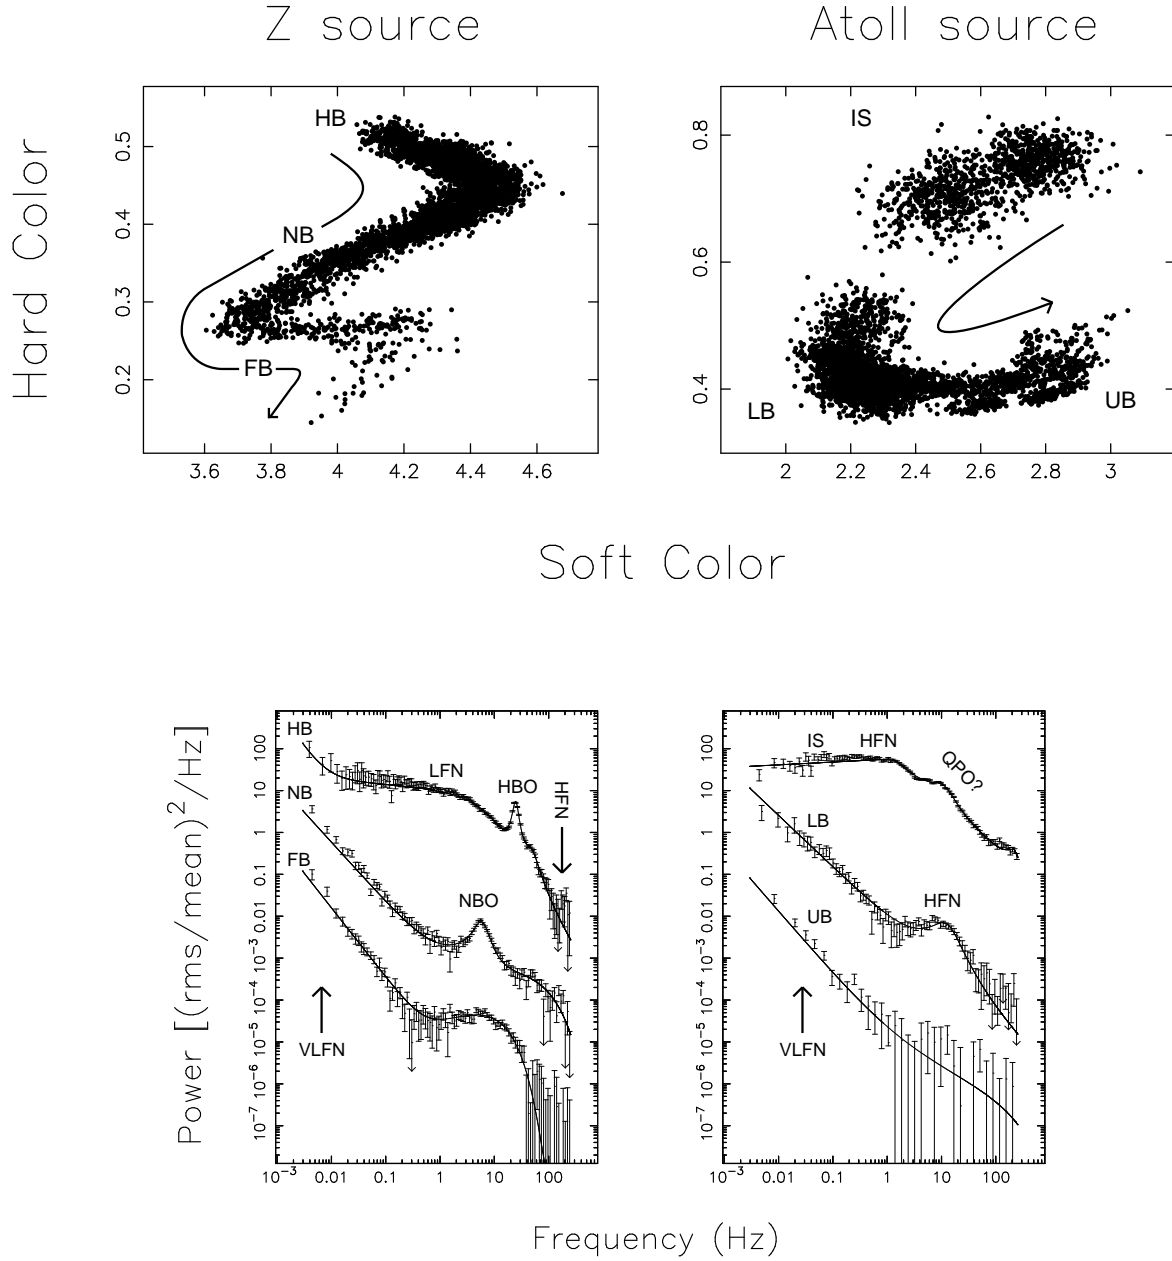 Z source
Atoll source
Hard Color
HB
NB
FB
0.5
0.4
0.3
0.2
3.6 3.8 4 4.2 4.4 4.6
IS
LB
UB
0.8
0.6
0.4
2 2.2 2.4 2.6 2.8 3
Soft Color
Power [(rms/mean)²/Hz]
HB
LFN
HBO
HFN
NB
NBO
FB
VLFN
100
10
1
0.1
0.01
10⁻³
10⁻⁴
10⁻⁵
10⁻⁶
10⁻⁷
10⁻³ 0.01 0.1 1 10 100
IS
HFN
QPO?
LB
HFN
UB
VLFN
100
10
1
0.1
0.01
10⁻³
10⁻⁴
10⁻⁵
10⁻⁶
10⁻⁷
10⁻³ 0.01 0.1 1 10 100
Frequency (Hz)